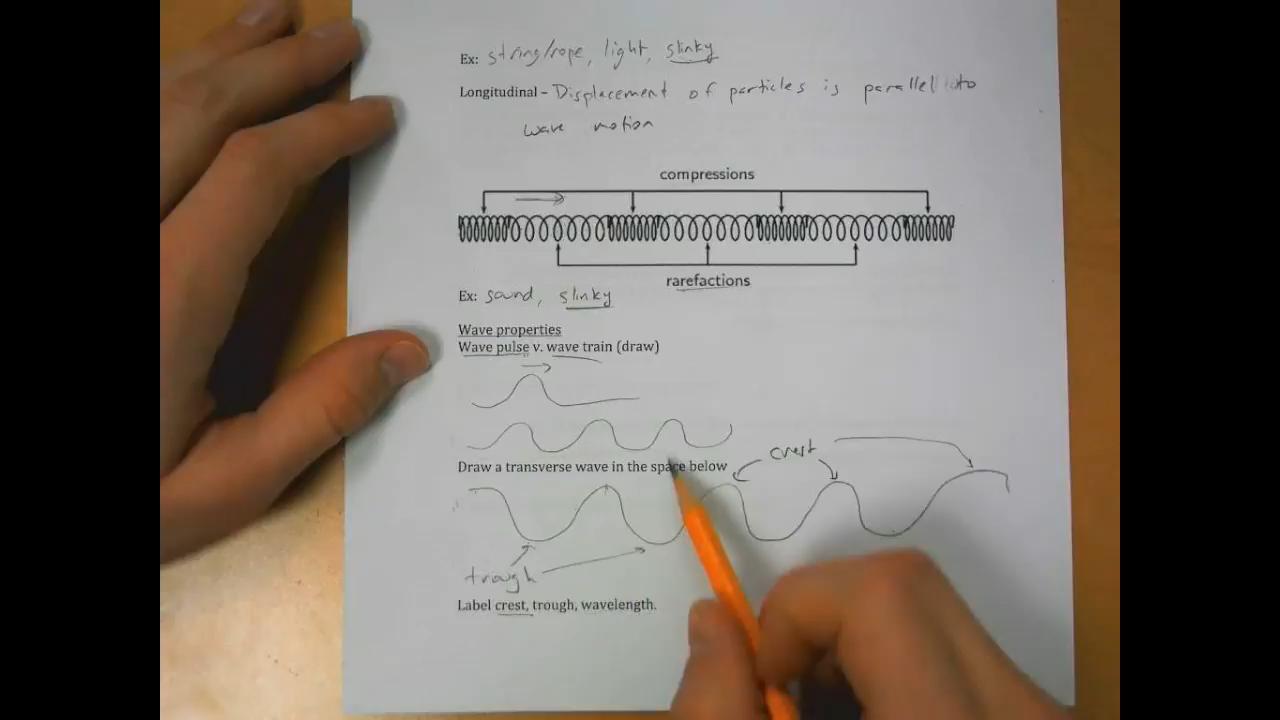 Ex: string/rope, light, slinky
Longitudinal – Displacement of particles is parallel to
wave motion
compressions
rarefactions
Ex: sound, slinky
Wave properties
Wave pulse v. wave train (draw)
Draw a transverse wave in the space below
crest
trough
Label crest, trough, wavelength.